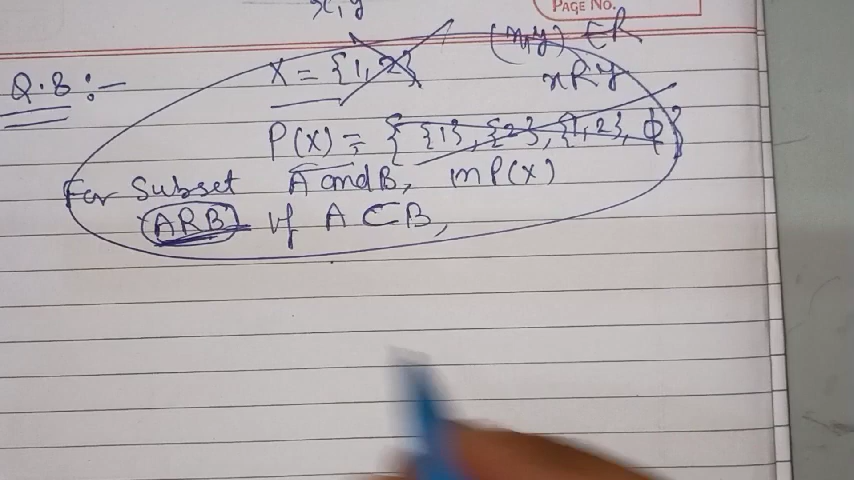 x, y
PAGE NO.
(x,y) ∈ R
Q.8 :-
X = {1, 2}
xRy
P(X) = { {1}, {2}, {1,2}, ϕ}
For Subset A and B, in P(X)
ARB if A ⊂ B,